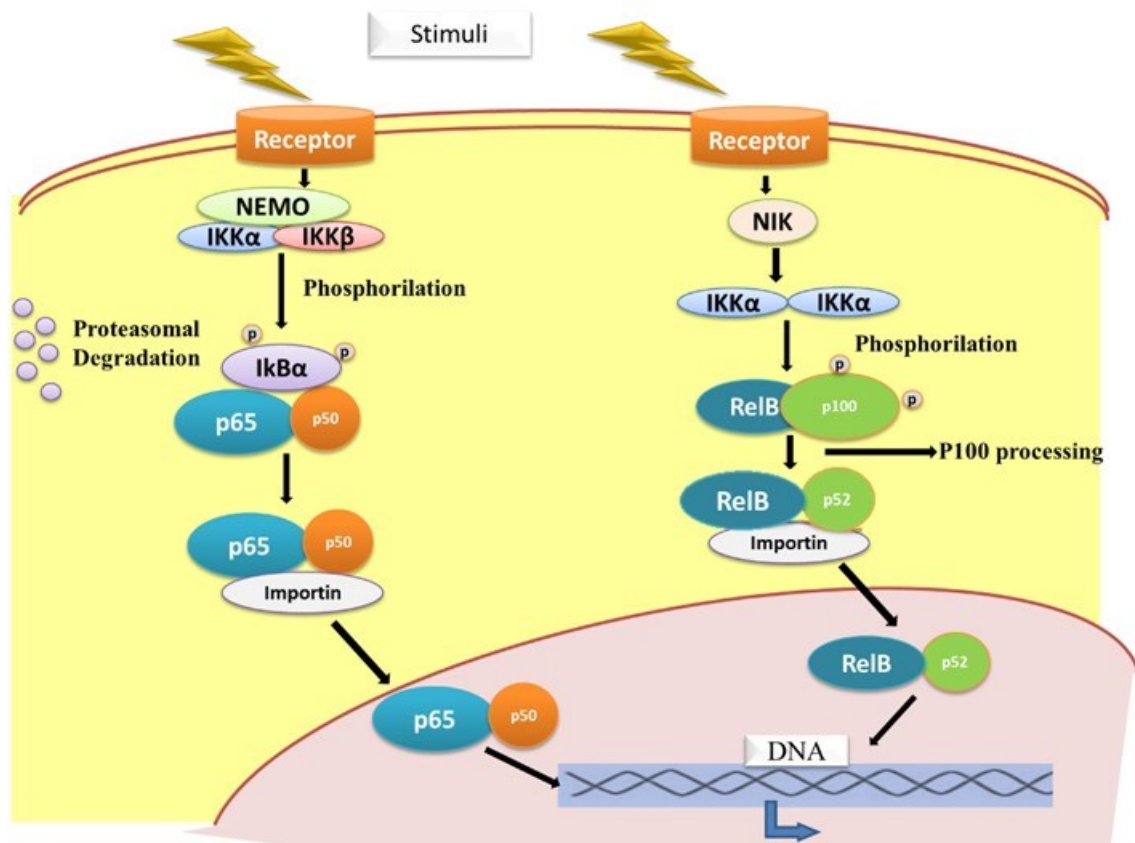 Stimuli
Receptor
NEMO
IKKα
IKKβ
Phosphorilation
Proteasomal
Degradation
p
p
IkBα
p65
p50
p65
p50
Importin
p65
p50
Receptor
NIK
IKKα
IKKα
Phosphorilation
p
RelB
p100
p
P100 processing
RelB
p52
Importin
RelB
p52
DNA